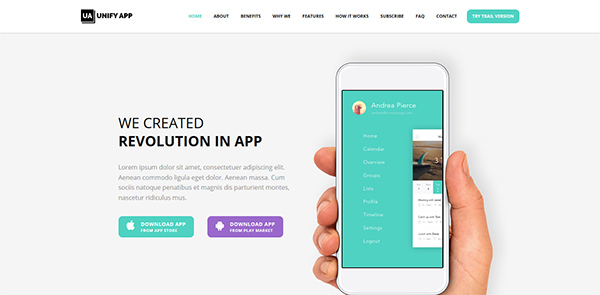 UA UNIFY APP
HOME ABOUT BENEFITS WHY WE FEATURES HOW IT WORKS SUBSCRIBE FAQ CONTACT TRY TRAIL VERSION
WE CREATED
REVOLUTION IN APP
Lorem ipsum dolor sit amet, consectetuer adipiscing elit.
Aenean commodo ligula eget dolor. Aenean massa. Cum
sociis natoque penatibus et magnis dis parturient montes,
nascetur ridiculus mus.
DOWNLOAD APP
FROM APP STORE
DOWNLOAD APP
FROM PLAY MARKET
Andrea Pierce
Home
Calendar
Overview
Groups
Lists
Profile
Timeline
Settings
Logout